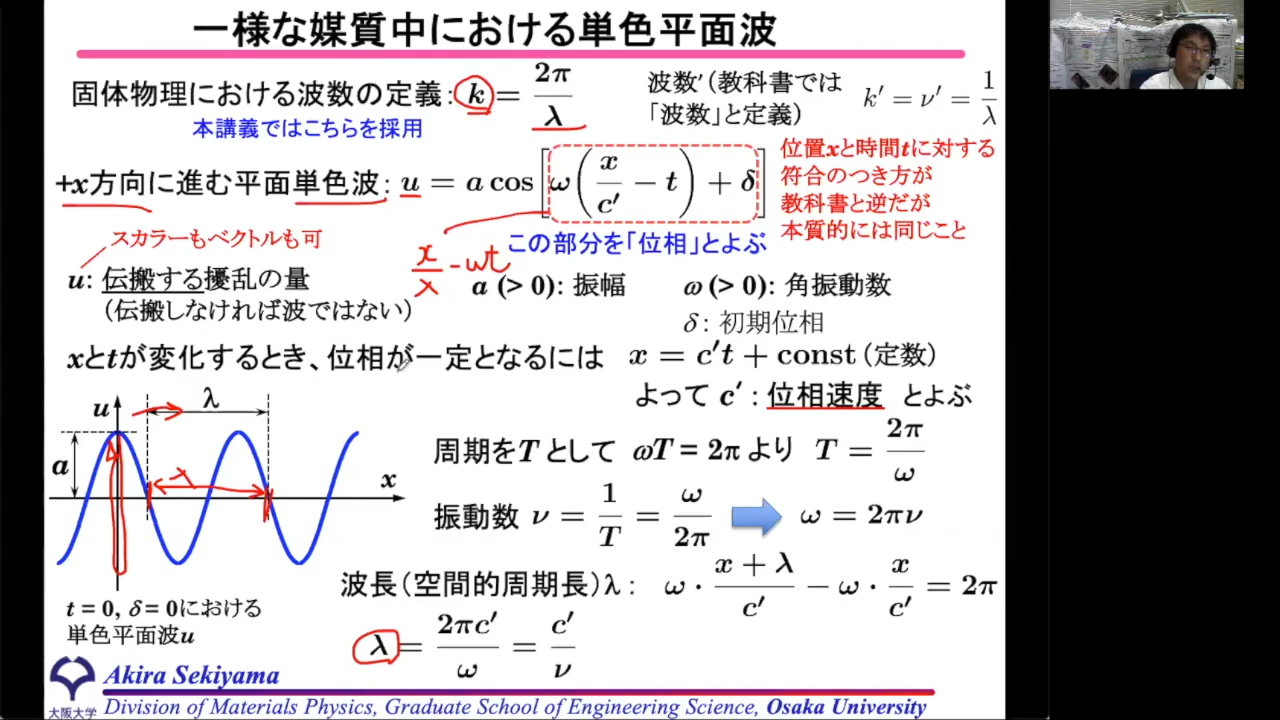 一様な媒質中における単色平面波
固体物理における波数の定義: k = 2π/λ
本講義ではこちらを採用
波数′(教科書では
「波数」と定義)
k′ = ν′ = 1/λ
+x方向に進む平面単色波: u = a cos[ω(x/c′ − t) + δ]
位置xと時間tに対する
符合のつき方が
教科書と逆だが
本質的には同じこと
この部分を「位相」とよぶ
スカラーもベクトルも可
u: 伝搬する擾乱の量
(伝搬しなければ波ではない)
x/λ − ωt
a (> 0): 振幅
ω (> 0): 角振動数
δ: 初期位相
xとtが変化するとき、位相が一定となるには x = c′t + const(定数)
よって c′: 位相速度 とよぶ
u
λ
a
λ
x
周期をTとして ωT = 2π より T = 2π/ω
振動数 ν = 1/T = ω/2π ω = 2πν
波長(空間的周期長)λ: ω · (x + λ)/c′ − ω · x/c′ = 2π
λ = 2πc′/ω = c′/ν
t = 0, δ = 0における
単色平面波u
大阪大学
Akira Sekiyama
Division of Materials Physics, Graduate School of Engineering Science, Osaka University